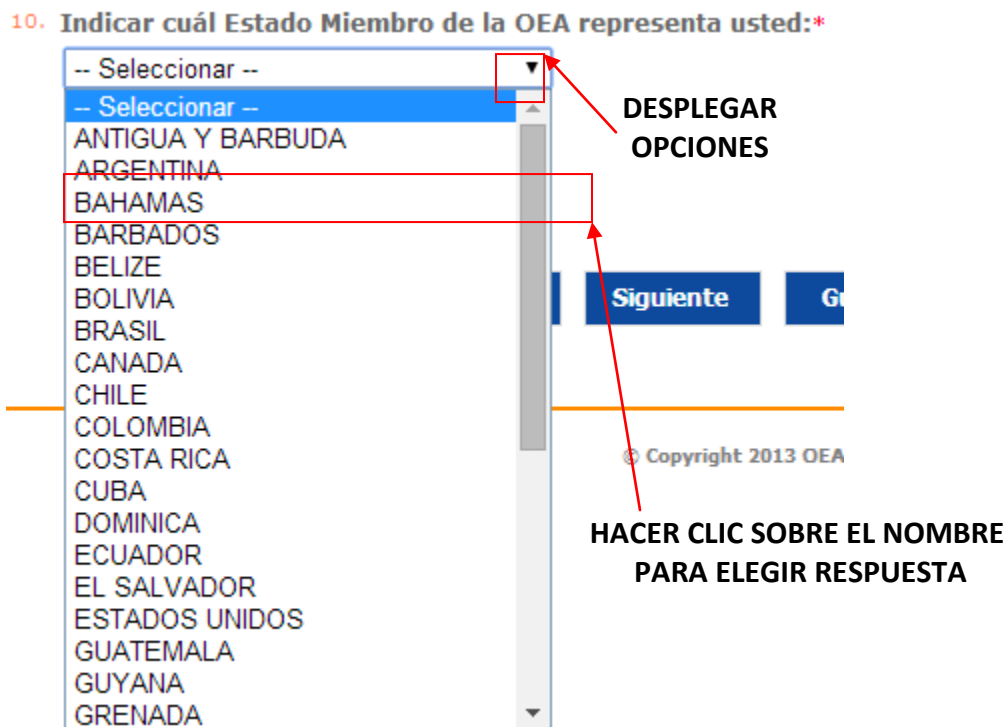 10. Indicar cuál Estado Miembro de la OEA representa usted:*
-- Seleccionar --
-- Seleccionar --
ANTIGUA Y BARBUDA
ARGENTINA
BAHAMAS
BARBADOS
BELIZE
BOLIVIA
BRASIL
CANADA
CHILE
COLOMBIA
COSTA RICA
CUBA
DOMINICA
ECUADOR
EL SALVADOR
ESTADOS UNIDOS
GUATEMALA
GUYANA
GRENADA
DESPLEGAR
OPCIONES
Siguiente
© Copyright 2013 OEA
HACER CLIC SOBRE EL NOMBRE
PARA ELEGIR RESPUESTA